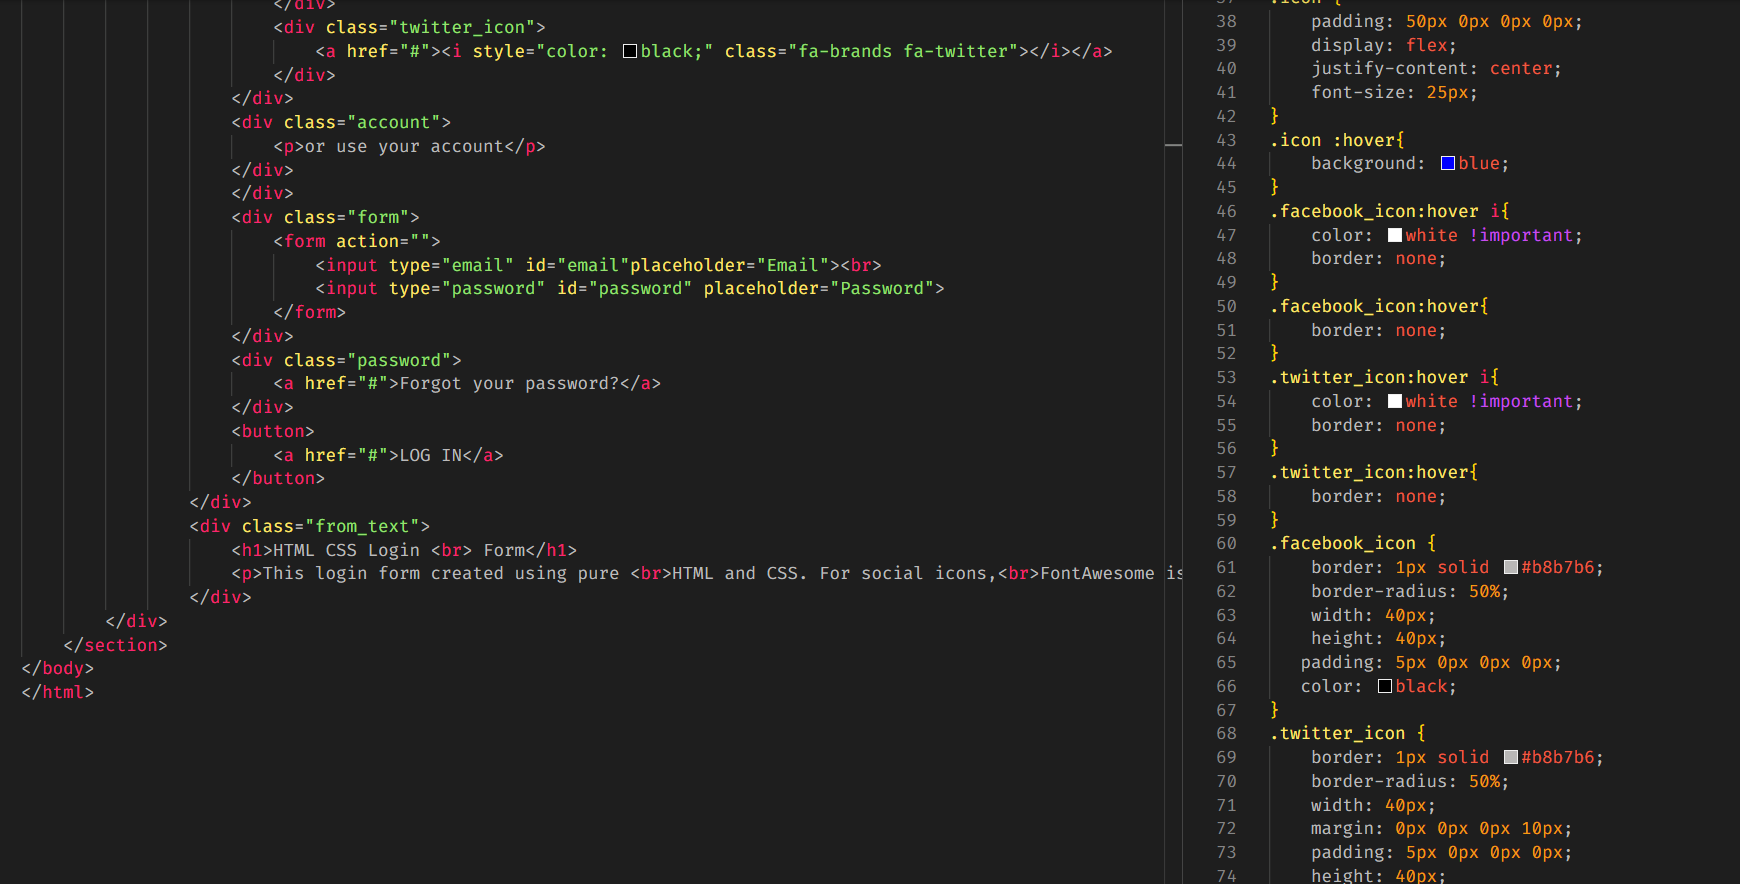 </div>
<div class="twitter_icon">
<a href="#"><i style="color: black;" class="fa-brands fa-twitter"></i></a>
</div>
</div>
<div class="account">
<p>or use your account</p>
</div>
</div>
<div class="form">
<form action="">
<input type="email" id="email"placeholder="Email"><br>
<input type="password" id="password" placeholder="Password">
</form>
</div>
<div class="password">
<a href="#">Forgot your password?</a>
</div>
<button>
<a href="#">LOG IN</a>
</button>
</div>
<div class="from_text">
<h1>HTML CSS Login <br> Form</h1>
<p>This login form created using pure <br>HTML and CSS. For social icons,<br>FontAwesome is
</div>
</div>
</section>
</body>
</html>
37 .icon {
38 padding: 50px 0px 0px 0px;
39 display: flex;
40 justify-content: center;
41 font-size: 25px;
42 }
43 .icon :hover{
44 background: blue;
45 }
46 .facebook_icon:hover i{
47 color: white !important;
48 border: none;
49 }
50 .facebook_icon:hover{
51 border: none;
52 }
53 .twitter_icon:hover i{
54 color: white !important;
55 border: none;
56 }
57 .twitter_icon:hover{
58 border: none;
59 }
60 .facebook_icon {
61 border: 1px solid #b8b7b6;
62 border-radius: 50%;
63 width: 40px;
64 height: 40px;
65 padding: 5px 0px 0px 0px;
66 color: black;
67 }
68 .twitter_icon {
69 border: 1px solid #b8b7b6;
70 border-radius: 50%;
71 width: 40px;
72 margin: 0px 0px 0px 10px;
73 padding: 5px 0px 0px 0px;
74 height: 40px;